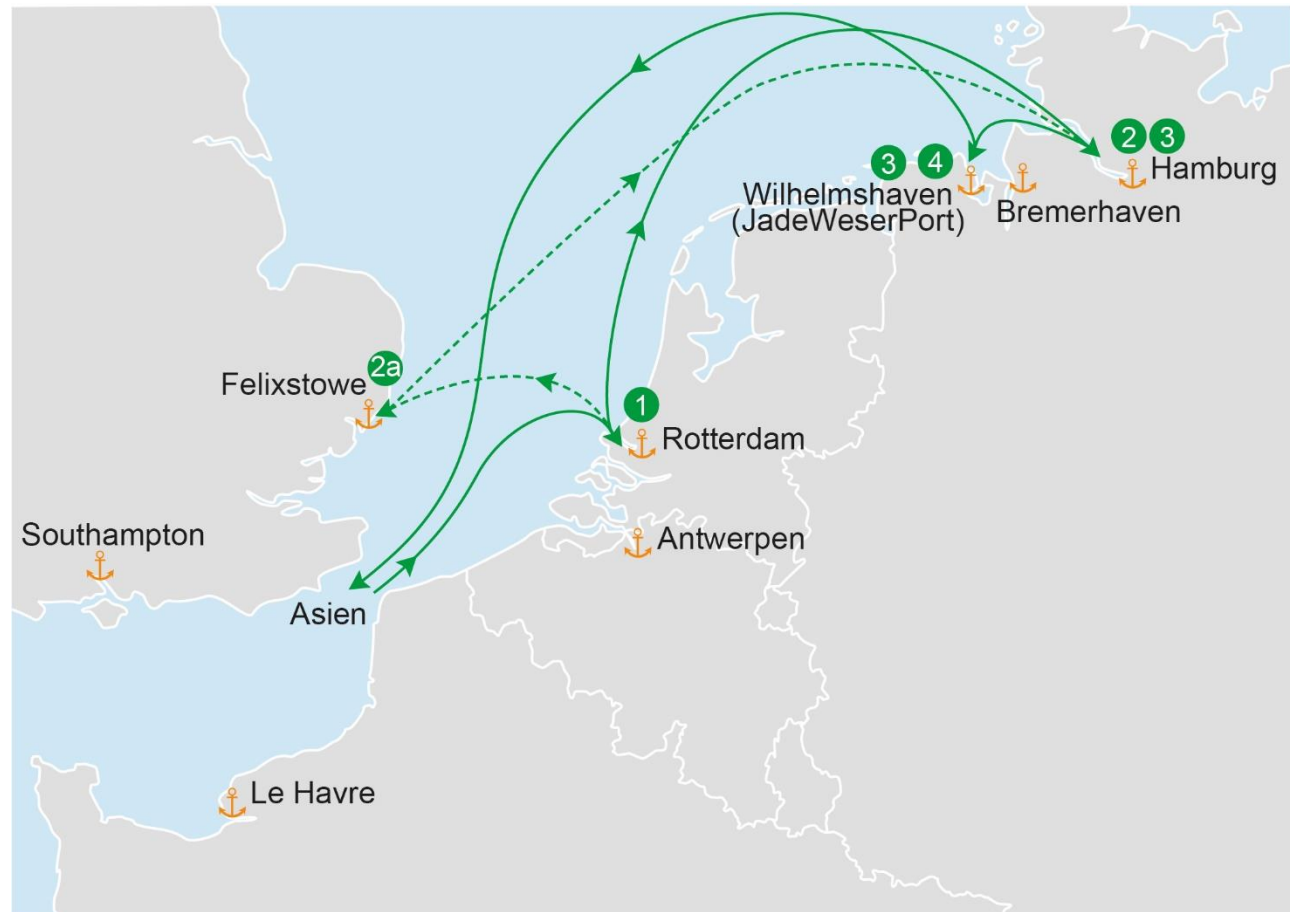 2 3
Hamburg
3 4
Wilhelmshaven
(JadeWeserPort)
Bremerhaven
2a
Felixstowe
1
Rotterdam
Southampton
Antwerpen
Asien
Le Havre